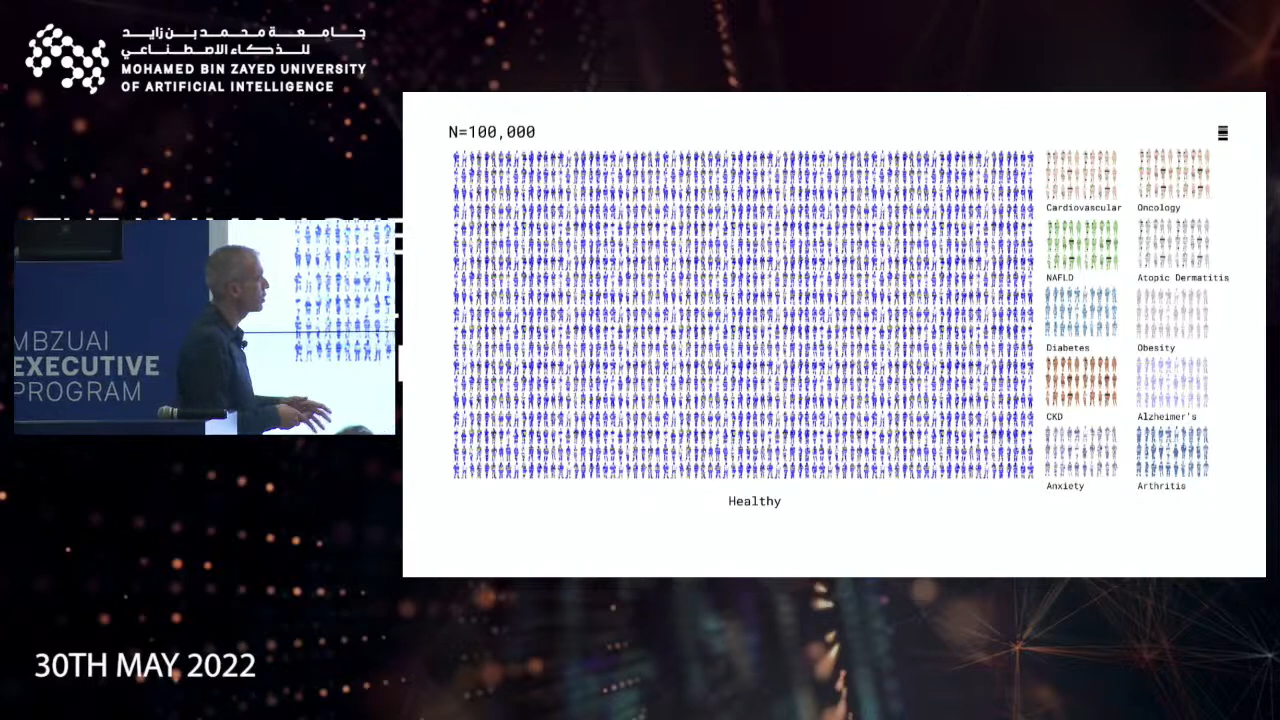 جامعة محمد بن زايد
للذكاء الاصطناعي
MOHAMED BIN ZAYED UNIVERSITY
OF ARTIFICIAL INTELLIGENCE
MBZUAI
EXECUTIVE
PROGRAM
N=100,000
Cardiovascular
Oncology
NAFLD
Atopic Dermatitis
Diabetes
Obesity
CKD
Alzheimer's
Anxiety
Arthritis
Healthy
30TH MAY 2022